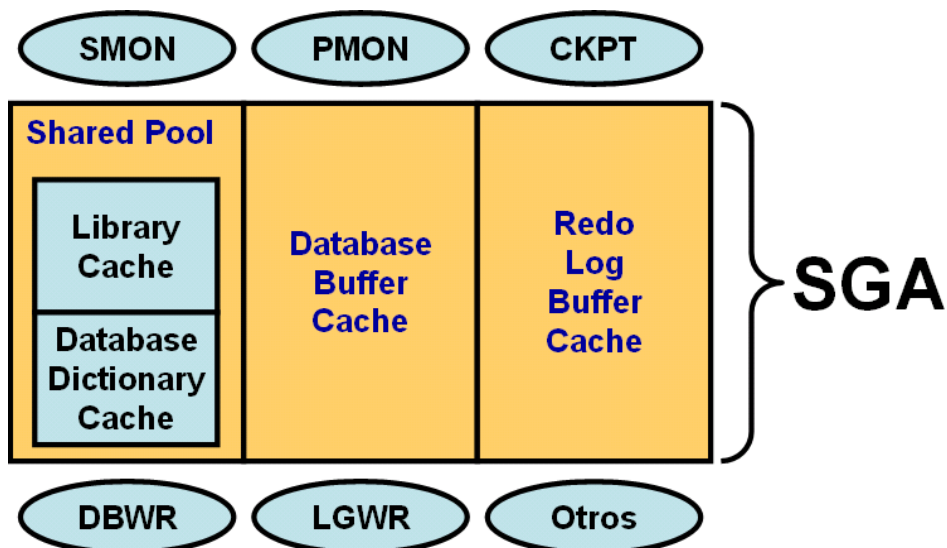 SMON
PMON
CKPT
Shared Pool
Library
Cache
Database
Dictionary
Cache
Database
Buffer
Cache
Redo
Log
Buffer
Cache
SGA
DBWR
LGWR
Otros